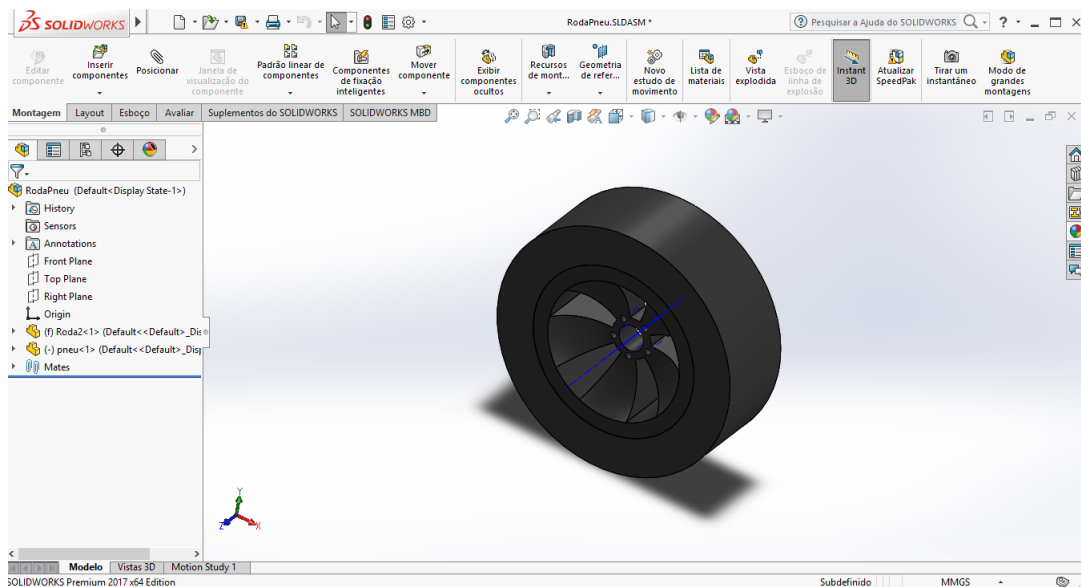 SOLIDWORKS
RodaPneu.SLDASM *
Pesquisar a Ajuda do SOLIDWORKS
Editar componente
Inserir componentes
Posicionar
Janela de visualização do componente
Padrão linear de componentes
Componentes de fixação inteligentes
Mover componente
Exibir componentes ocultos
Recursos de mont...
Geometria de refer...
Novo estudo de movimento
Lista de materiais
Vista explodida
Esboço de linha de explosão
Instant 3D
Atualizar SpeedPak
Tirar um instantâneo
Modo de grandes montagens
Montagem Layout Esboço Avaliar Suplementos do SOLIDWORKS SOLIDWORKS MBD
RodaPneu (Default<Display State-1>)
History
Sensors
Annotations
Front Plane
Top Plane
Right Plane
Origin
(f) Roda2<1> (Default<<Default>_Dis
(-) pneu<1> (Default<<Default>_Disp
Mates
Y
Z
X
Modelo Vistas 3D Motion Study 1
SOLIDWORKS Premium 2017 x64 Edition
Subdefinido
MMGS